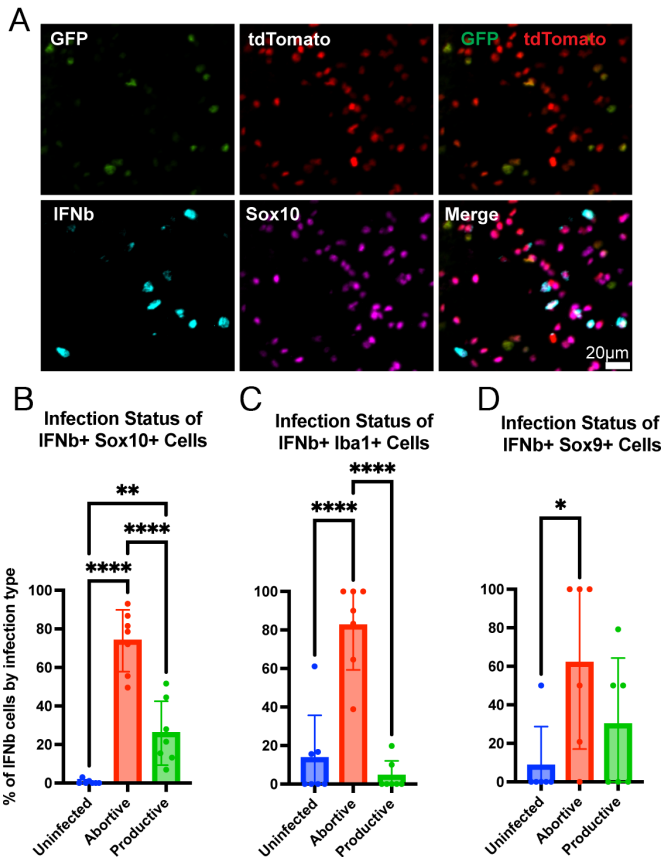 A
GFP
tdTomato
GFP tdTomato
IFNb
Sox10
Merge
20μm
B
Infection Status of
IFNb+ Sox10+ Cells
C
Infection Status of
IFNb+ Iba1+ Cells
D
Infection Status of
IFNb+ Sox9+ Cells
% of IFNb cells by infection type
**
****
****
100
80
60
40
20
0
Uninfected
Abortive
Productive
****
****
100
80
60
40
20
0
Uninfected
Abortive
Productive
*
100
80
60
40
20
0
Uninfected
Abortive
Productive